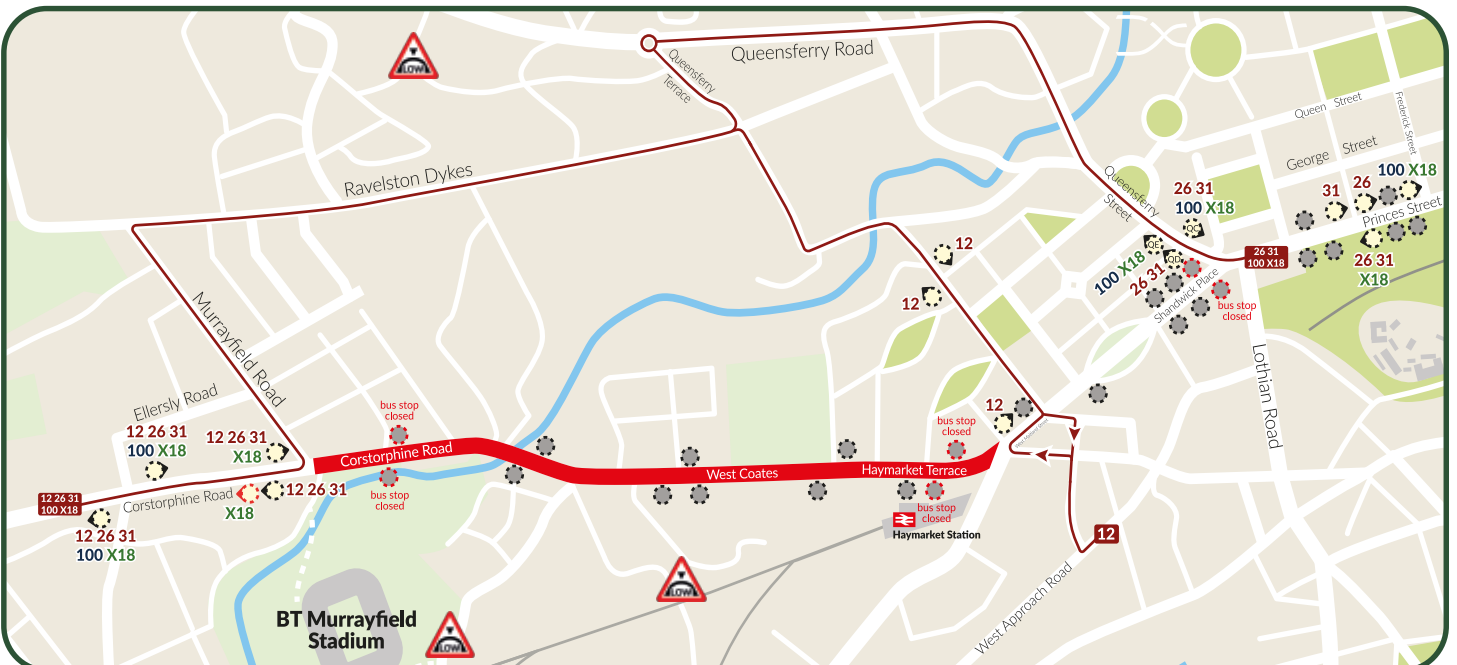 LOW
Queensferry
Terrace
Queensferry Road
Queen Street
Frederick Street
George Street
Ravelston Dykes
Queensferry
Street
26 31
100 X18
31
26
100 X18
Princes Street
QC
QE
QD
100 X18
26 31
26 31
100 X18
26 31
X18
12
12
Shandwick Place
bus stop
closed
Lothian Road
Murrayfield Road
Ellersly Road
12 26 31
100 X18
12 26 31
X18
bus stop
closed
Corstorphine Road
bus stop
closed
12
bus stop
closed
West Coates
Haymarket Terrace
bus stop
closed
Haymarket Station
12 26 31
100 X18
Corstorphine Road
X18
12 26 31
12 26 31
100 X18
12
West Approach Road
LOW
BT Murrayfield
Stadium
LOW